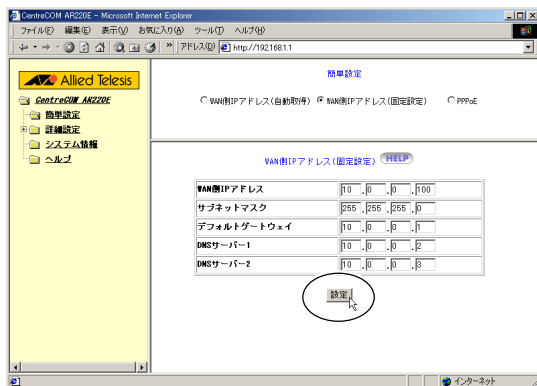 CentreCOM AR220E - Microsoft Internet Explorer
ファイル(F) 編集(E) 表示(V) お気に入り(A) ツール(T) ヘルプ(H)
アドレス(D) http://192.168.1.1
Allied Telesis
CentreCOM AR220E
簡単設定
詳細設定
システム情報
ヘルプ
簡単設定
WAN側IPアドレス(自動取得) WAN側IPアドレス(固定設定) PPPoE
WAN側IPアドレス(固定設定) HELP
WAN側IPアドレス 10 . 0 . 0 . 100
サブネットマスク 255 . 255 . 255 . 0
デフォルトゲートウェイ 10 . 0 . 0 . 1
DNSサーバー1 10 . 0 . 0 . 2
DNSサーバー2 10 . 0 . 0 . 3
設定
インターネット